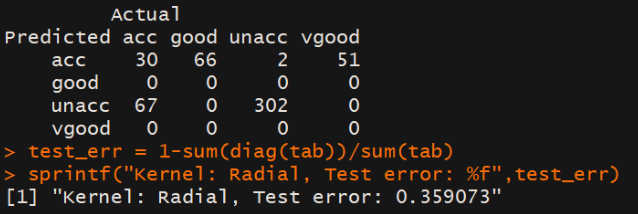 Actual
Predicted acc good unacc vgood
acc 30 66 2 51
good 0 0 0 0
unacc 67 0 302 0
vgood 0 0 0 0
> test_err = 1-sum(diag(tab))/sum(tab)
> sprintf("Kernel: Radial, Test error: %f",test_err)
[1] "Kernel: Radial, Test error: 0.359073"